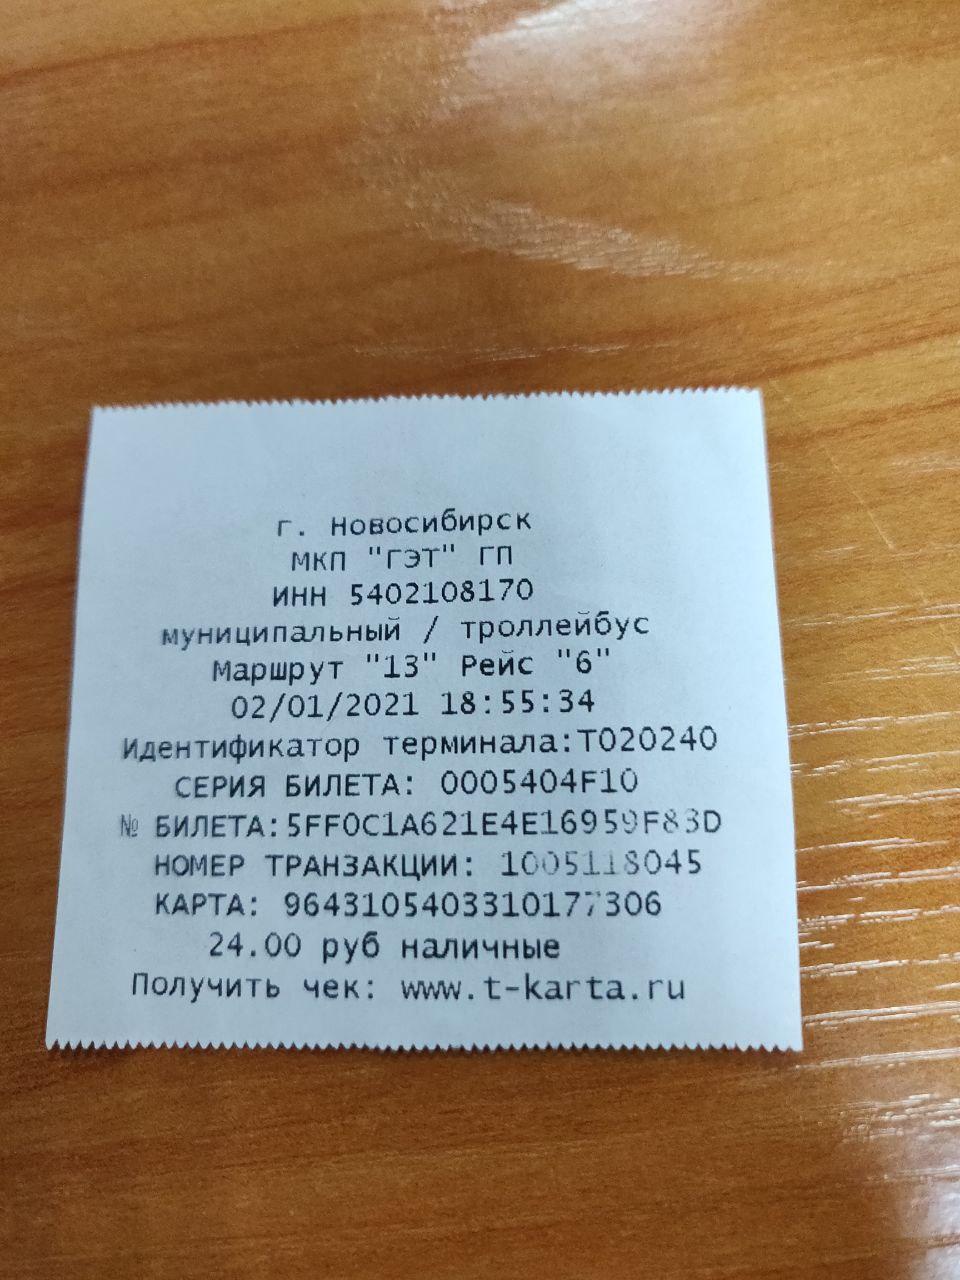 г. Новосибирск
МКП "ГЭТ" ГП
ИНН 5402108170
муниципальный / троллейбус
Маршрут "13" Рейс "6"
02/01/2021 18:55:34
Идентификатор терминала:T020240
СЕРИЯ БИЛЕТА: 0005404F10
№ БИЛЕТА:5FF0C1A621E4E16959F83D
НОМЕР ТРАНЗАКЦИИ: 1005118045
КАРТА: 9643105403310177306
24.00 руб наличные
Получить чек: www.t-karta.ru